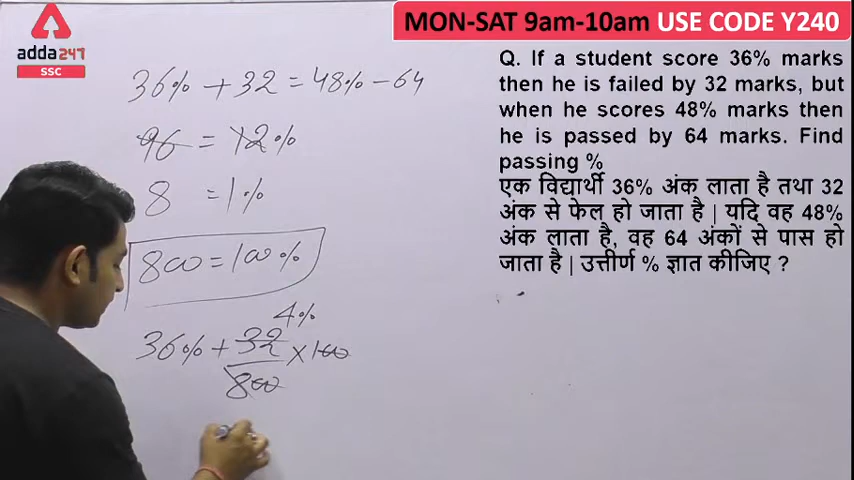 MON-SAT 9am-10am USE CODE Y240
adda247
SSC
Q. If a student score 36% marks
then he is failed by 32 marks, but
when he scores 48% marks then
he is passed by 64 marks. Find
passing %
एक विद्यार्थी 36% अंक लाता है तथा 32
अंक से फेल हो जाता है | यदि वह 48%
अंक लाता है, वह 64 अंकों से पास हो
जाता है | उत्तीर्ण % ज्ञात कीजिए ?
36% + 32 = 48% - 64
96 = 12%
8 = 1%
800 = 100%
4%
36% + 32/800 × 100